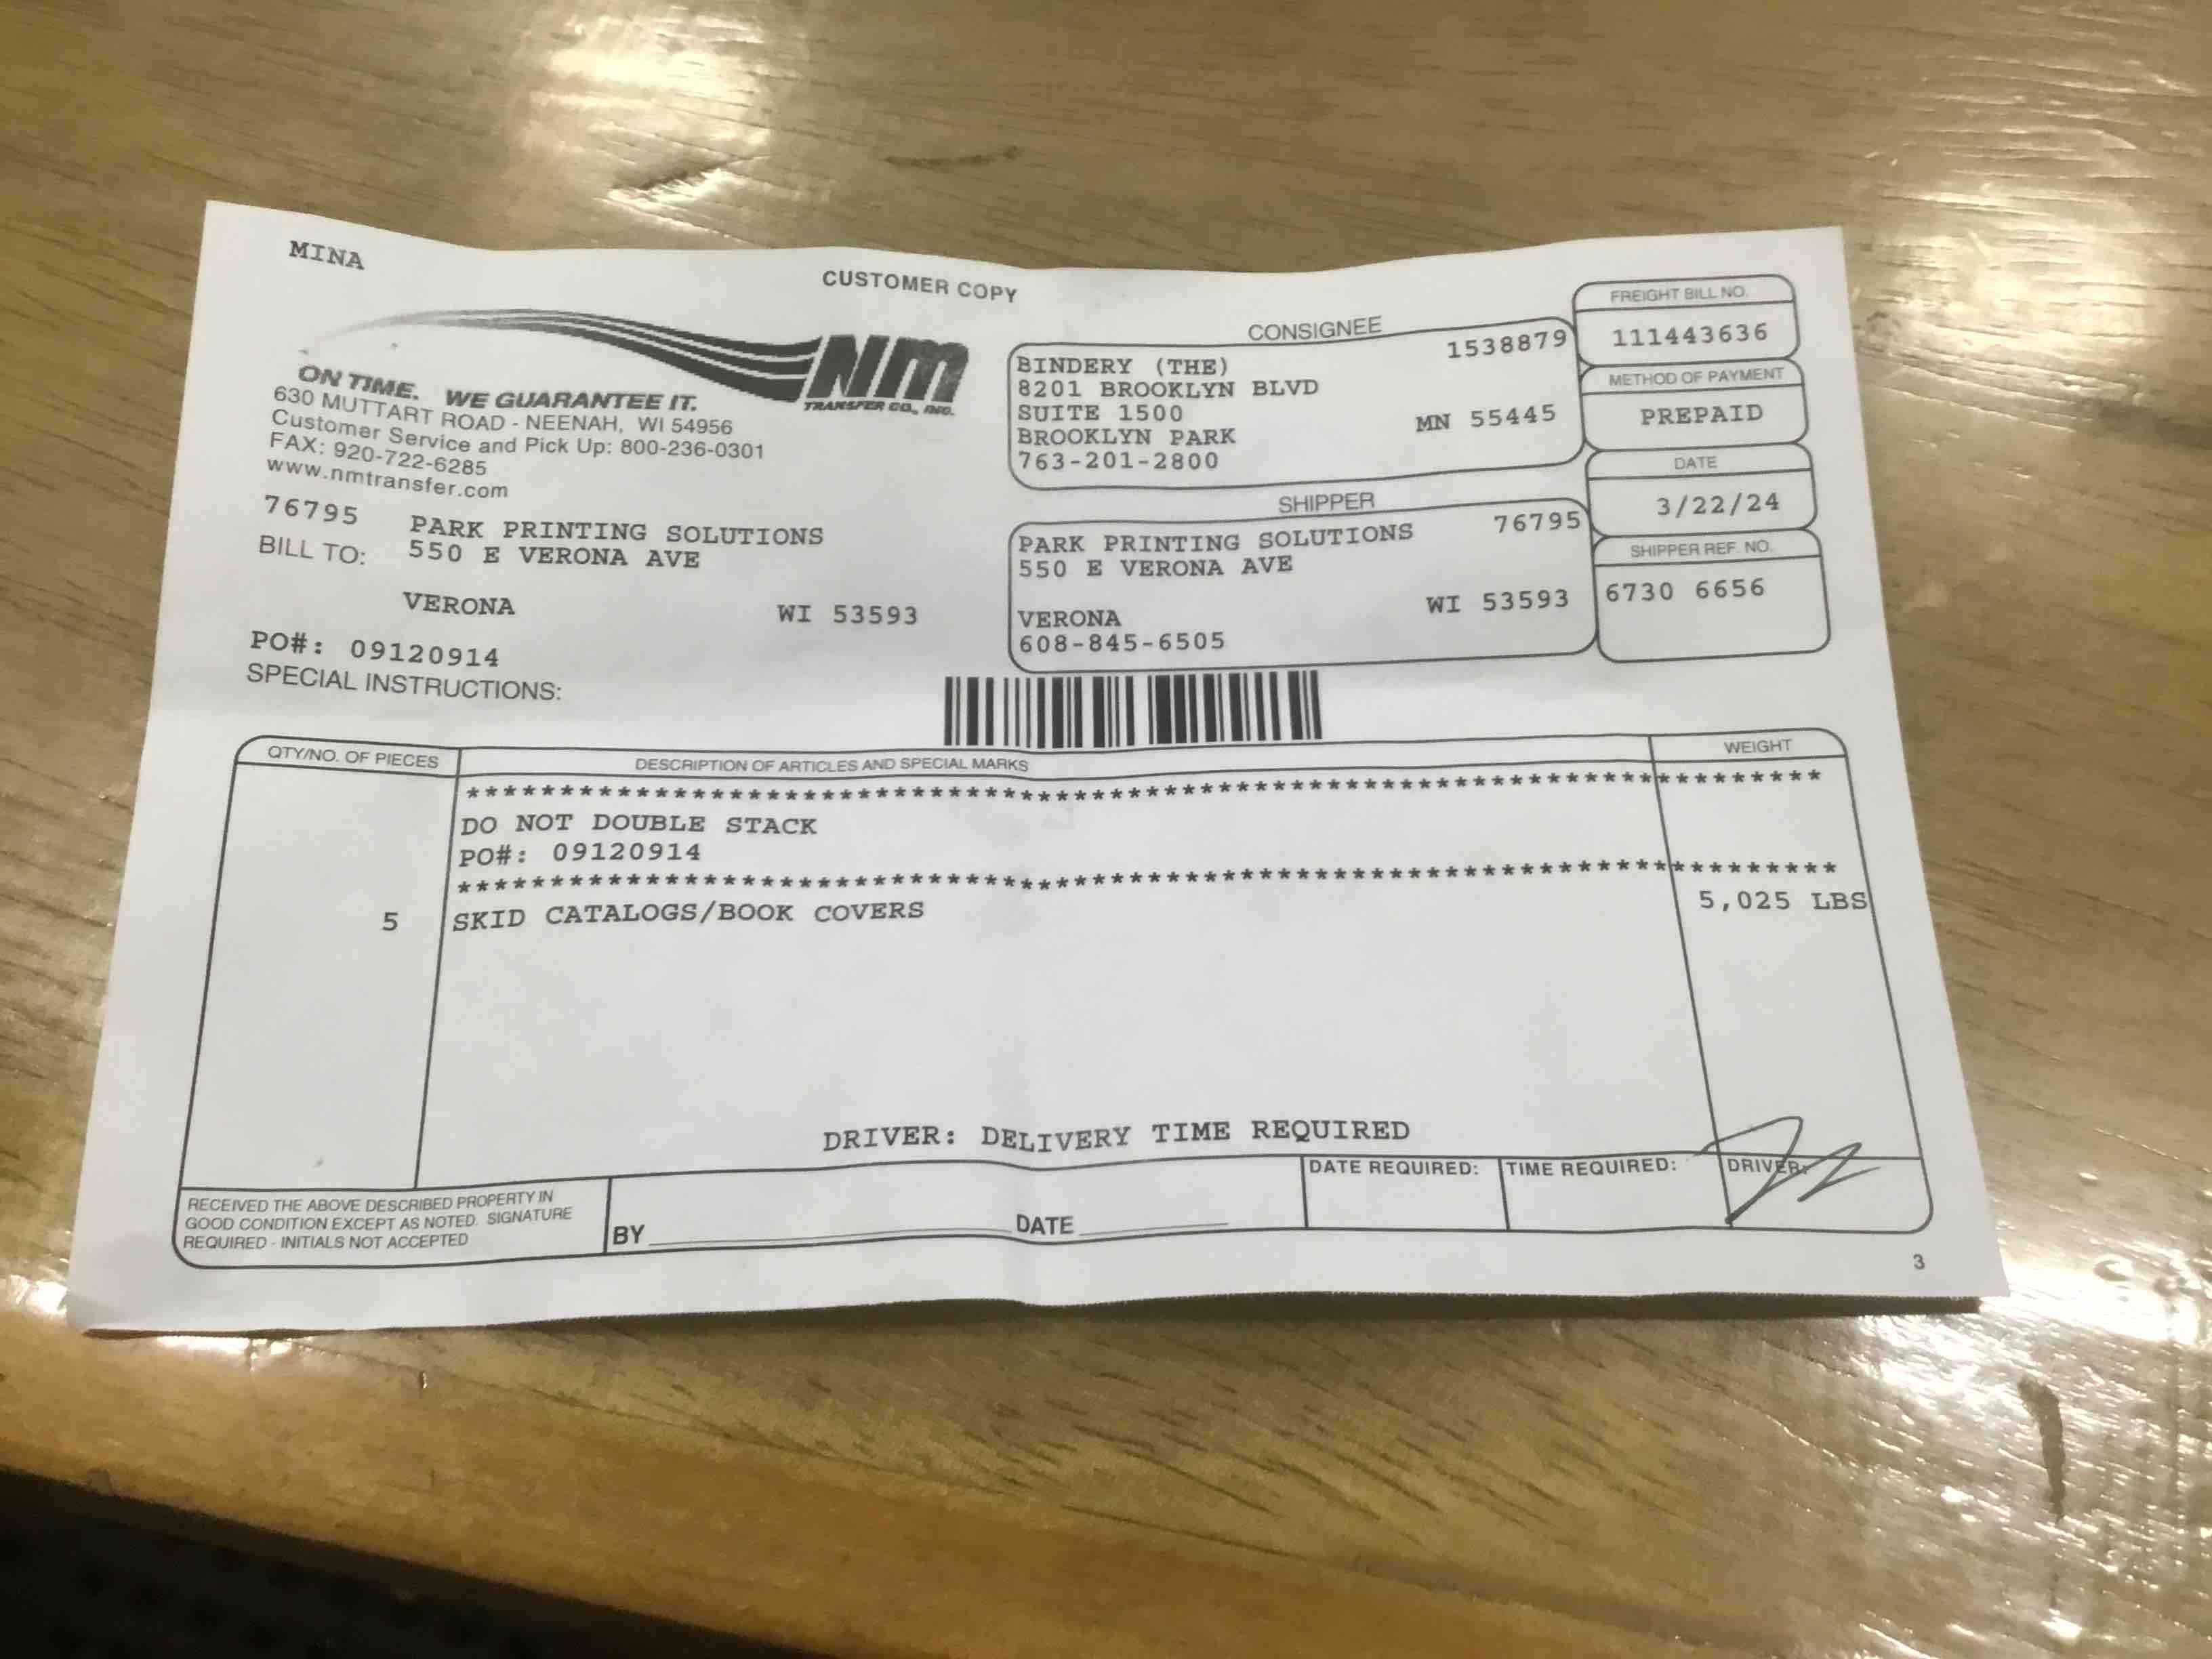 MINA
CUSTOMER COPY
NM
TRANSFER CO., INC.
ON TIME. WE GUARANTEE IT.
630 MUTTART ROAD - NEENAH, WI 54956
Customer Service and Pick Up: 800-236-0301
FAX: 920-722-6285
www.nmtransfer.com
76795 PARK PRINTING SOLUTIONS
BILL TO: 550 E VERONA AVE
VERONA WI 53593
PO#: 09120914
SPECIAL INSTRUCTIONS:
CONSIGNEE
BINDERY (THE) 1538879
8201 BROOKLYN BLVD
SUITE 1500
BROOKLYN PARK MN 55445
763-201-2800
SHIPPER
PARK PRINTING SOLUTIONS 76795
550 E VERONA AVE
VERONA WI 53593
608-845-6505
FREIGHT BILL NO.
111443636
METHOD OF PAYMENT
PREPAID
DATE
3/22/24
SHIPPER REF. NO.
6730 6656
QTY/NO. OF PIECES DESCRIPTION OF ARTICLES AND SPECIAL MARKS WEIGHT
DO NOT DOUBLE STACK
PO#: 09120914
5 SKID CATALOGS/BOOK COVERS 5,025 LBS
DRIVER: DELIVERY TIME REQUIRED
RECEIVED THE ABOVE DESCRIBED PROPERTY IN
GOOD CONDITION EXCEPT AS NOTED. SIGNATURE
REQUIRED - INITIALS NOT ACCEPTED
BY DATE
DATE REQUIRED: TIME REQUIRED: DRIVER:
3